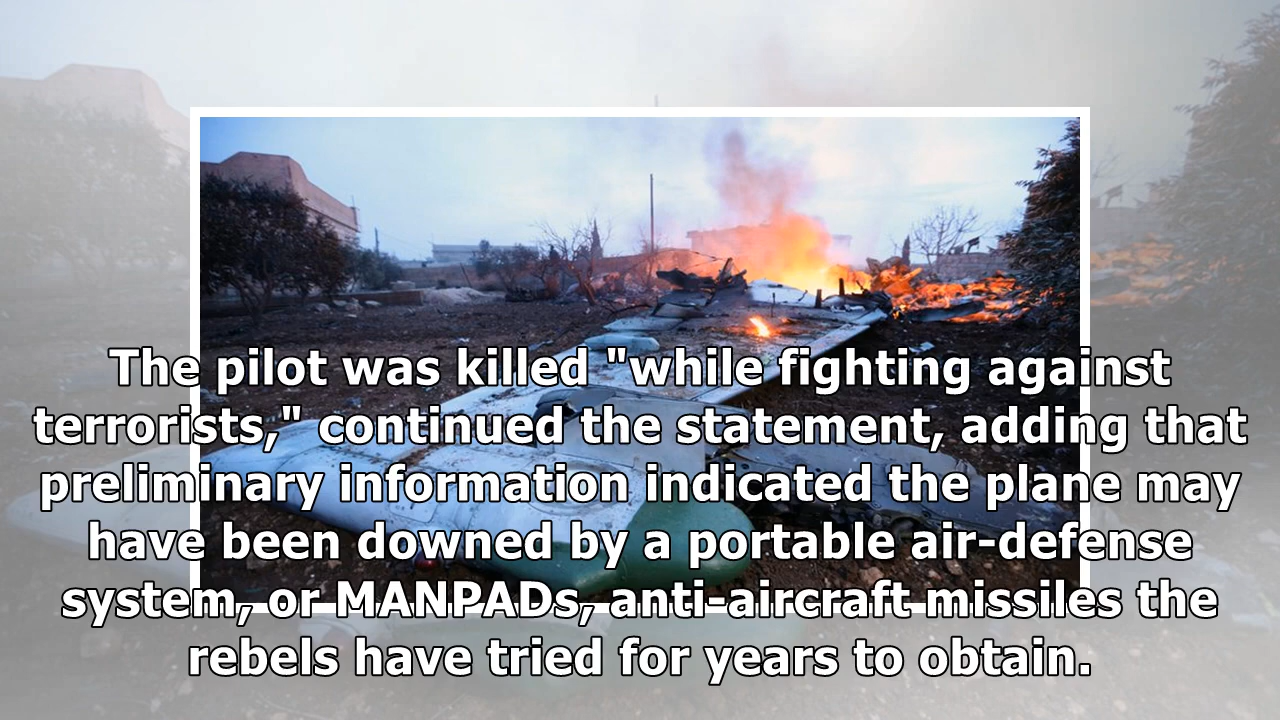 The pilot was killed "while fighting against
terrorists," continued the statement, adding that
preliminary information indicated the plane may
have been downed by a portable air-defense
system, or MANPADs, anti-aircraft missiles the
rebels have tried for years to obtain.